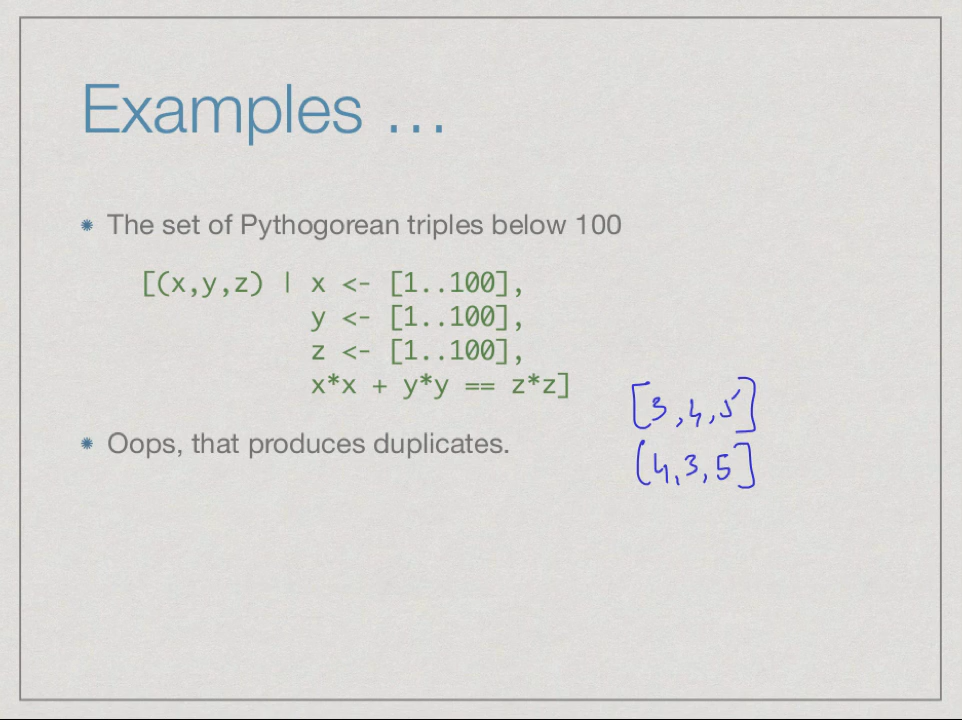 Examples …
The set of Pythogorean triples below 100
[(x,y,z) | x <- [1..100],
y <- [1..100],
z <- [1..100],
x*x + y*y == z*z]
[3,4,5]
Oops, that produces duplicates.
(4,3,5]